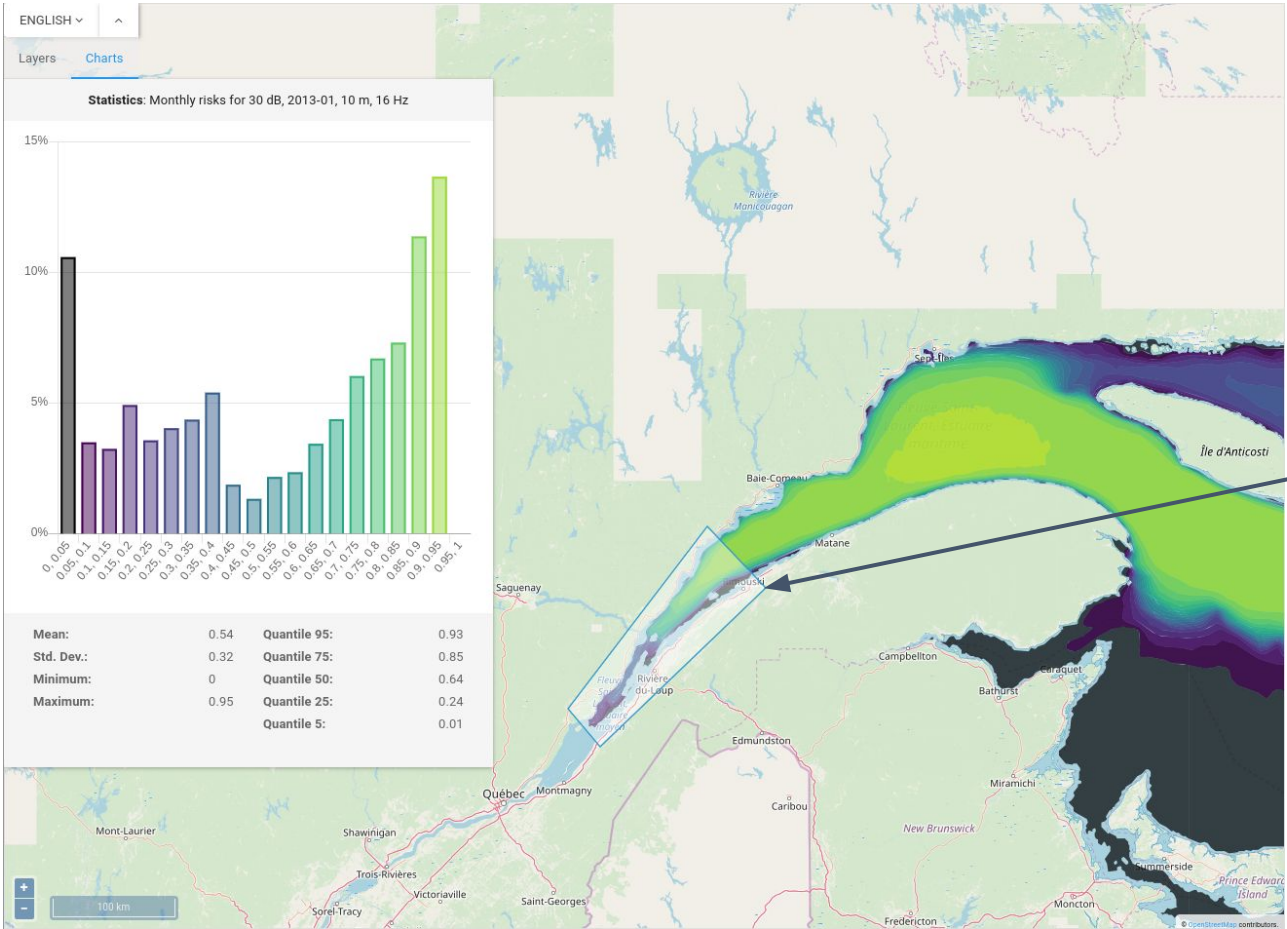 ENGLISH
Layers Charts
Statistics: Monthly risks for 30 dB, 2013-01, 10 m, 16 Hz
15%
10%
5%
0%
0, 0.05
0.05, 0.1
0.1, 0.15
0.15, 0.2
0.2, 0.25
0.25, 0.3
0.3, 0.35
0.35, 0.4
0.4, 0.45
0.45, 0.5
0.5, 0.55
0.55, 0.6
0.6, 0.65
0.65, 0.7
0.7, 0.75
0.75, 0.8
0.8, 0.85
0.85, 0.9
0.9, 0.95
0.95, 1
Mean: 0.54 Quantile 95: 0.93
Std. Dev.: 0.32 Quantile 75: 0.85
Minimum: 0 Quantile 50: 0.64
Maximum: 0.95 Quantile 25: 0.24
Quantile 5: 0.01
Rivière
Manicouagan
Sept-Îles
Île d'Anticosti
Baie-Comeau
Matane
Rimouski
Saguenay
Campbellton
Caraquet
Rivière
du-Loup
Bathurst
Edmundston
Miramichi
Québec
Montmagny
Caribou
Mont-Laurier
Shawinigan
New Brunswick
Trois-Rivières
Victoriaville
Saint-Georges
Sorel-Tracy
Summerside
Prince Edward
Island
Moncton
Fredericton
+
−
100 km
© OpenStreetMap contributors.